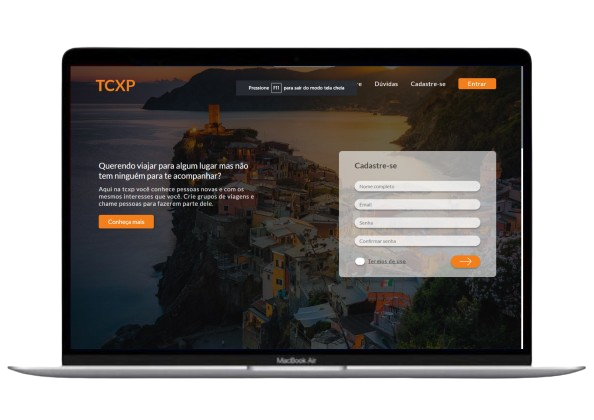 TCXP
Pressione F11 para sair do modo tela cheia
re Dúvidas Cadastre-se Entrar
Querendo viajar para algum lugar mas não
tem ninguém para te acompanhar?
Aqui na tcxp você conhece pessoas novas e com os
mesmos interesses que você. Crie grupos de viagens e
chame pessoas para fazerem parte dele.
Conheça mais
Cadastre-se
Nome completo
Email
Senha
Confirmar senha
Termos de uso
MacBook Air